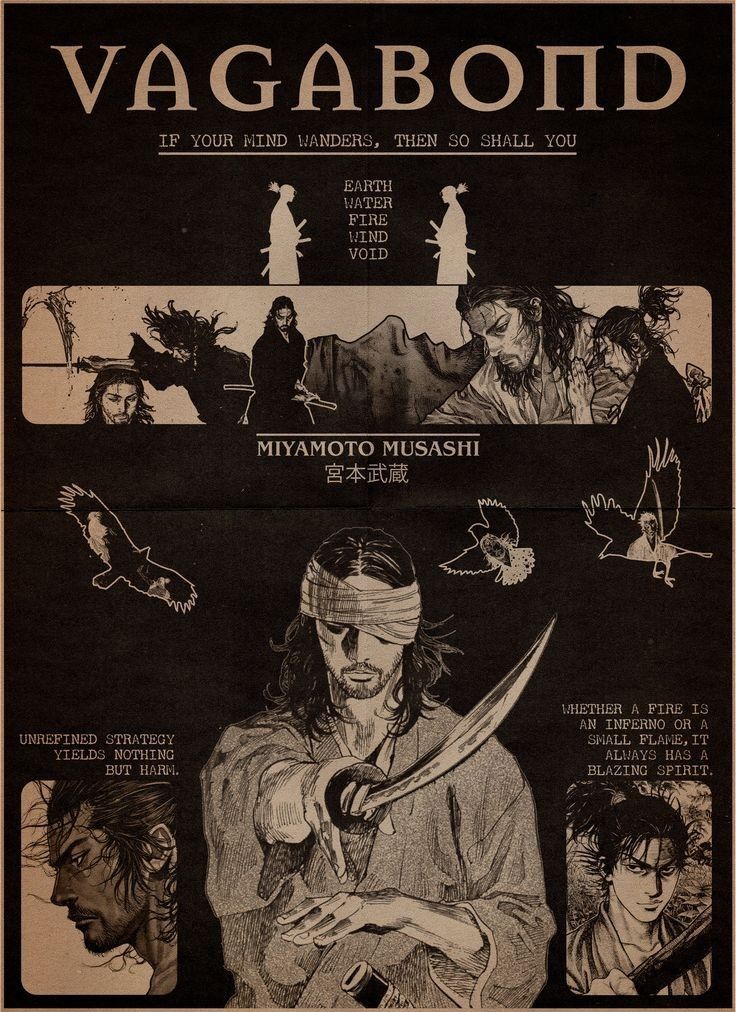 VAGABOND
IF YOUR MIND WANDERS, THEN SO SHALL YOU
EARTH
WATER
FIRE
WIND
VOID
MIYAMOTO MUSASHI
宮本武蔵
UNREFINED STRATEGY
YIELDS NOTHING
BUT HARM.
WHETHER A FIRE IS
AN INFERNO OR A
SMALL FLAME, IT
ALWAYS HAS A
BLAZING SPIRIT.